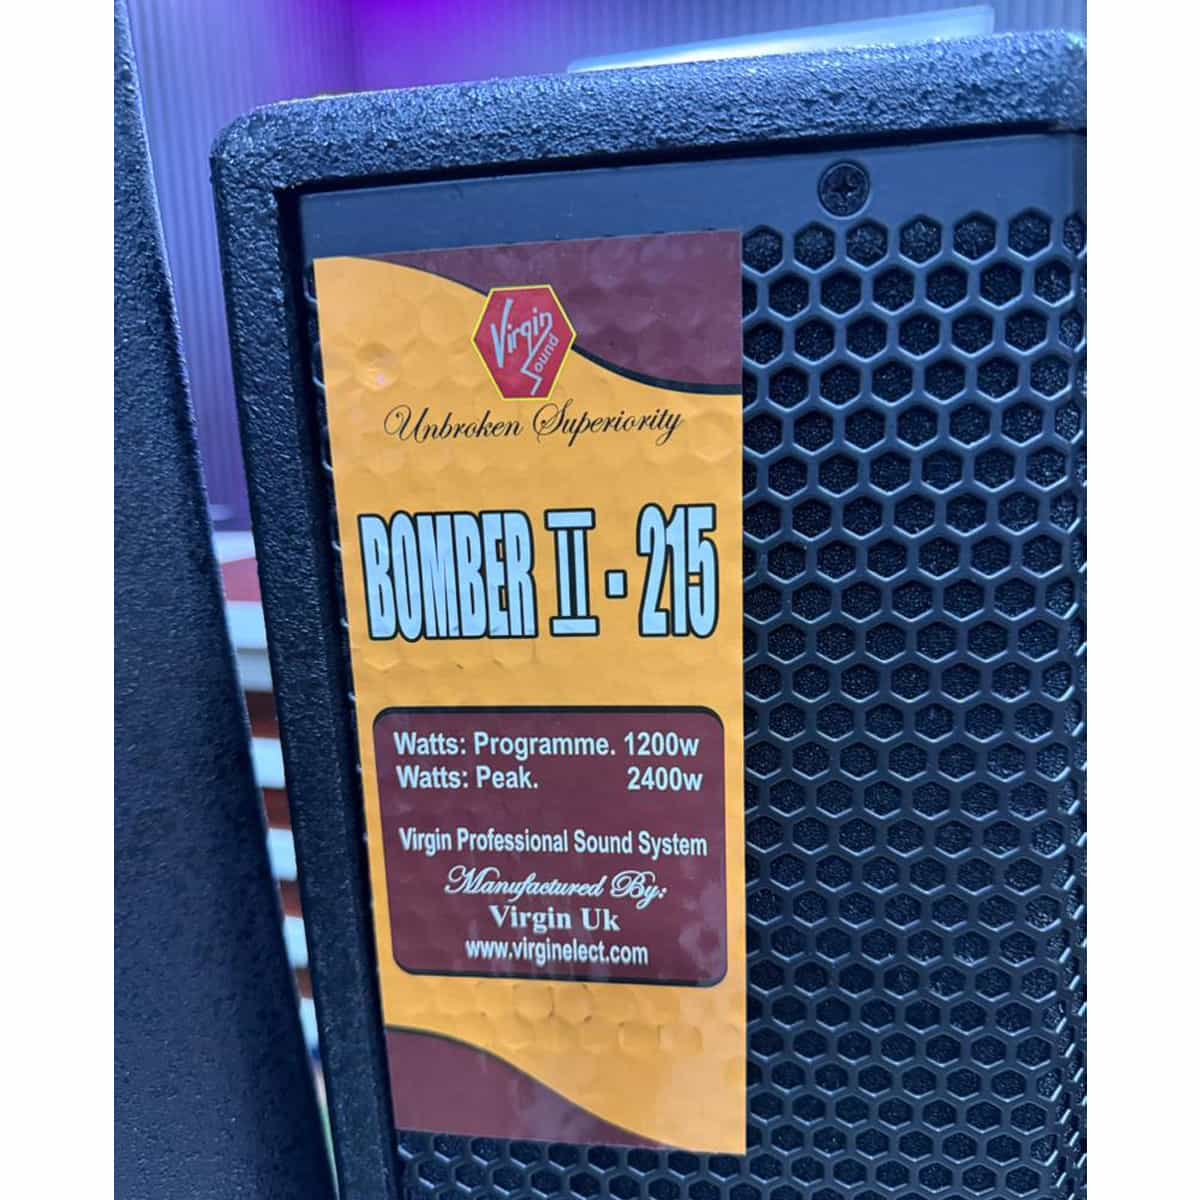 Virgin
Sound
Unbroken Superiority
BOMBER II - 215
Watts: Programme. 1200w
Watts: Peak. 2400w
Virgin Professional Sound System
Manufactured By:
Virgin Uk
www.virginelect.com